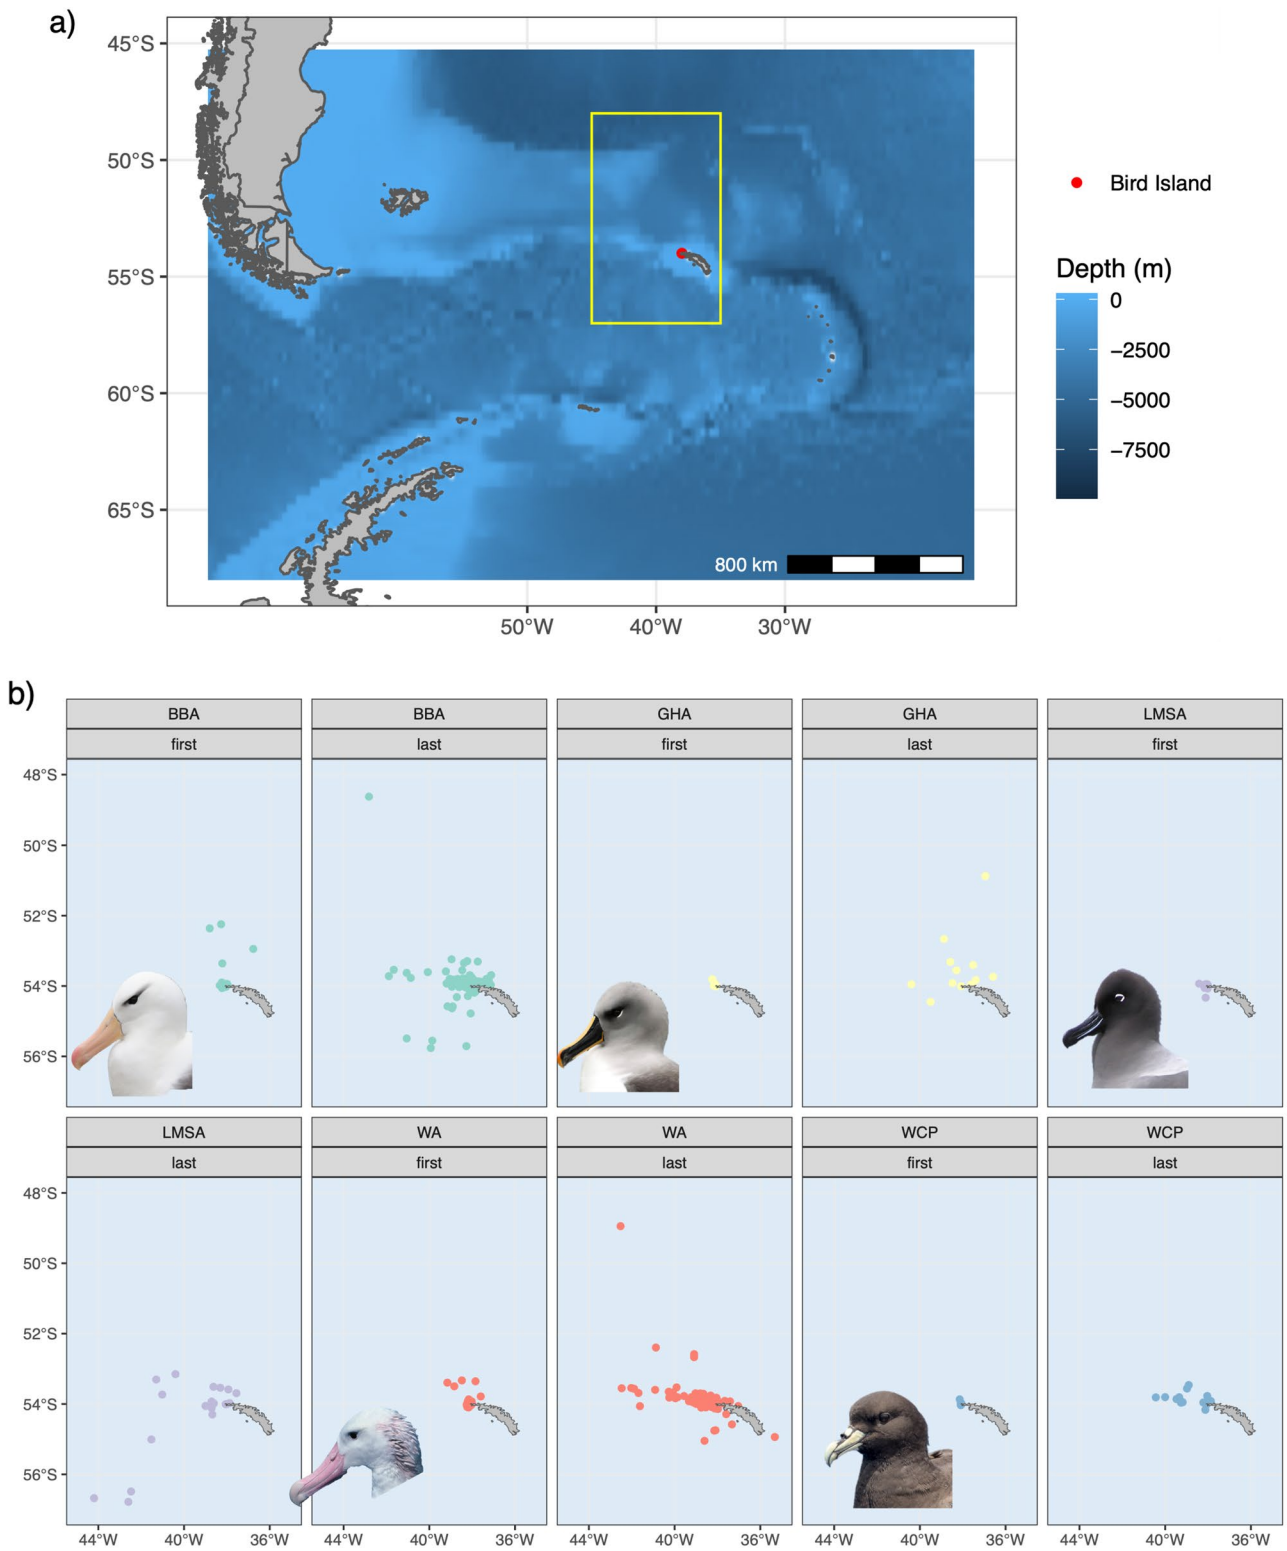 a)
45°S
50°S
55°S
60°S
65°S
50°W 40°W 30°W
800 km
Bird Island
Depth (m)
0
−2500
−5000
−7500
b)
BBA BBA GHA GHA LMSA
first last first last first
48°S
50°S
52°S
54°S
56°S
LMSA WA WA WCP WCP
last first last first last
48°S
50°S
52°S
54°S
56°S
44°W 40°W 36°W 44°W 40°W 36°W 44°W 40°W 36°W 44°W 40°W 36°W 44°W 40°W 36°W